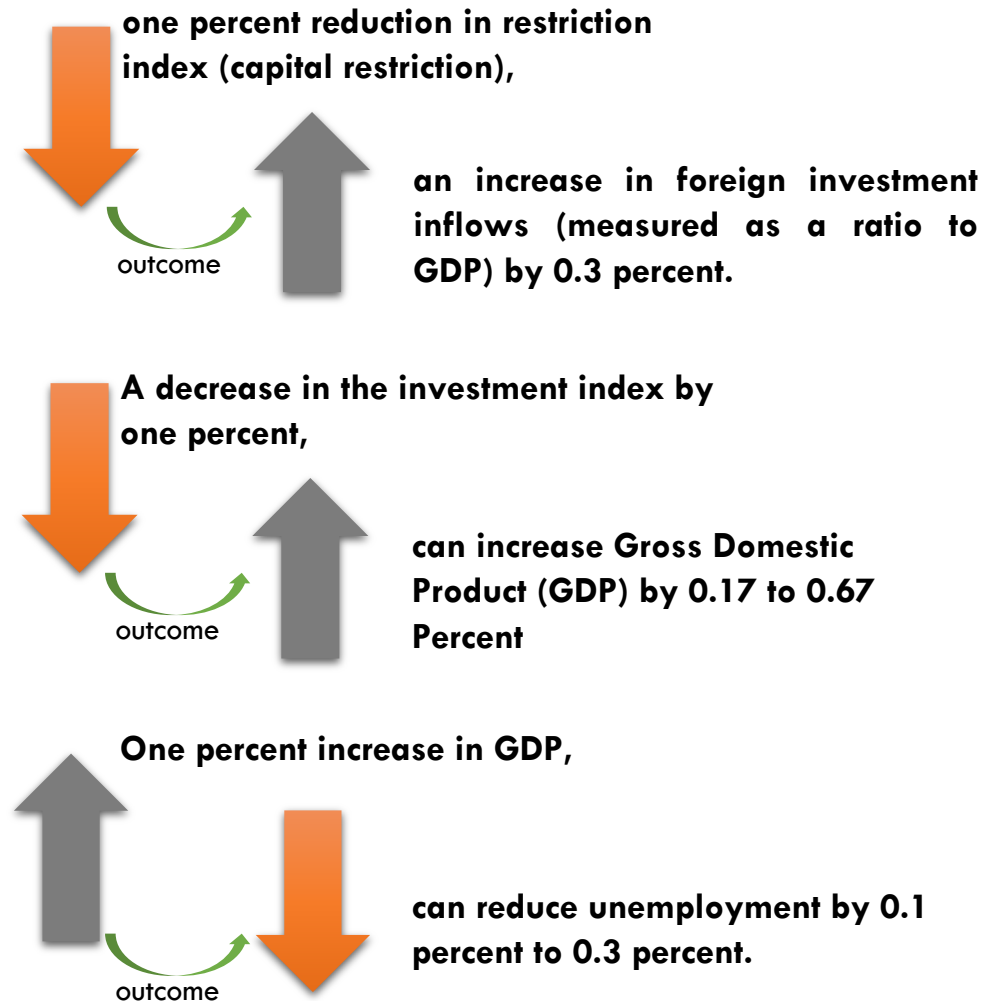 one percent reduction in restriction
index (capital restriction),
an increase in foreign investment
inflows (measured as a ratio to
GDP) by 0.3 percent.
outcome
A decrease in the investment index by
one percent,
can increase Gross Domestic
Product (GDP) by 0.17 to 0.67
Percent
outcome
One percent increase in GDP,
can reduce unemployment by 0.1
percent to 0.3 percent.
outcome